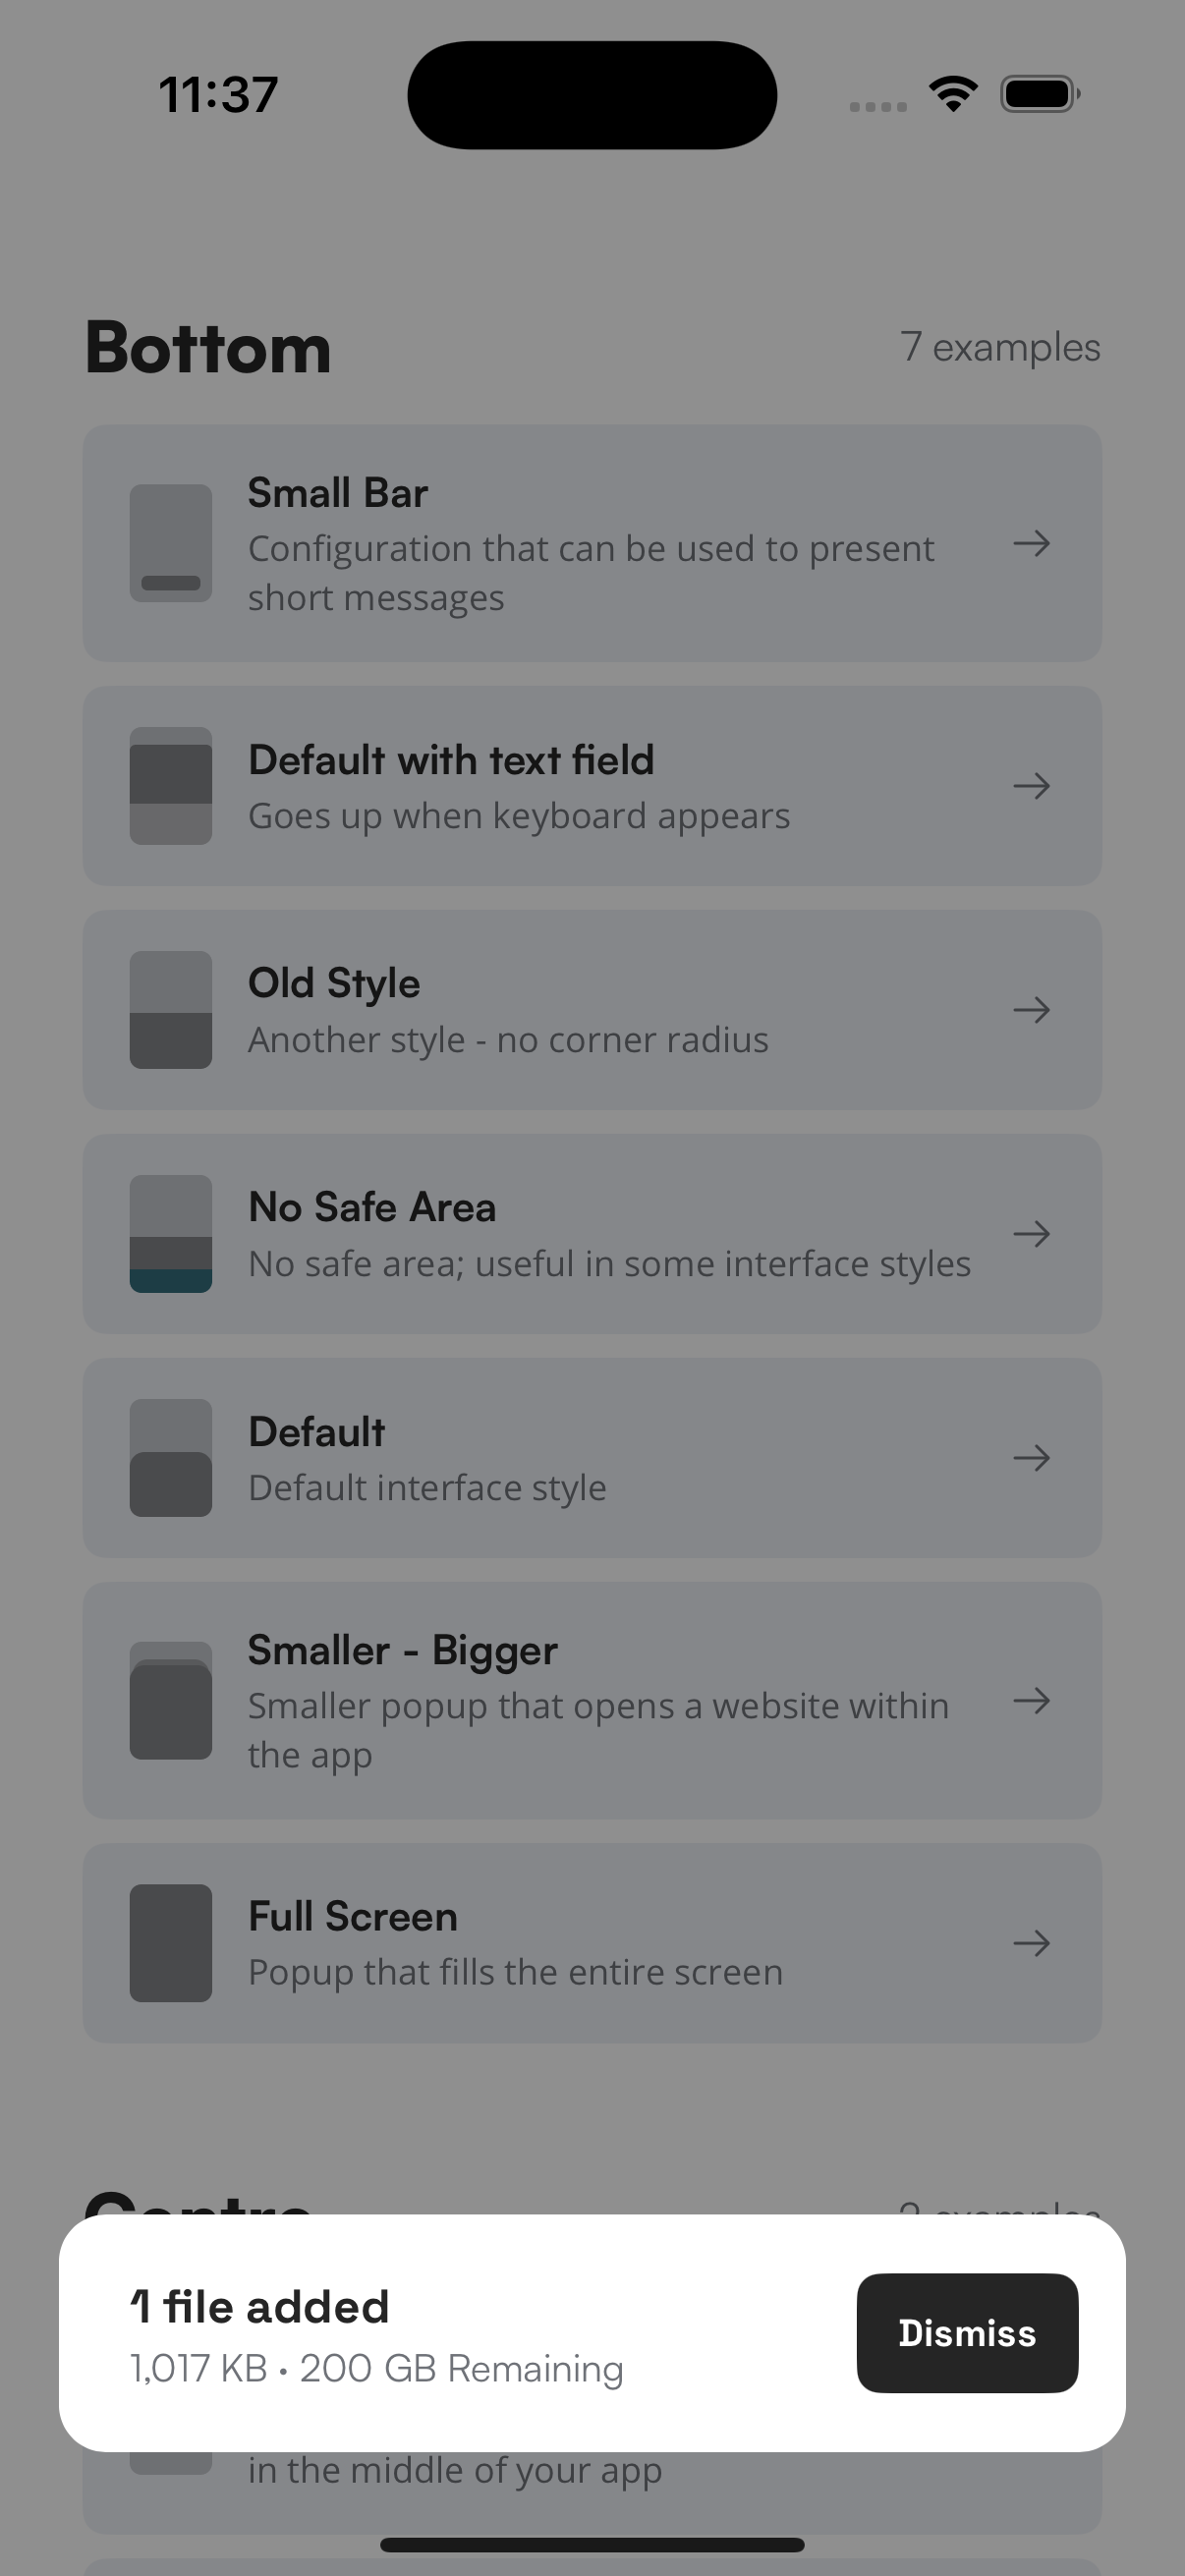 11:37
Bottom
7 examples
Small Bar
Configuration that can be used to present
short messages
Default with text field
Goes up when keyboard appears
Old Style
Another style - no corner radius
No Safe Area
No safe area; useful in some interface styles
Default
Default interface style
Smaller - Bigger
Smaller popup that opens a website within
the app
Full Screen
Popup that fills the entire screen
Centre
examples
1 file added
1,017 KB • 200 GB Remaining
Dismiss
in the middle of your app